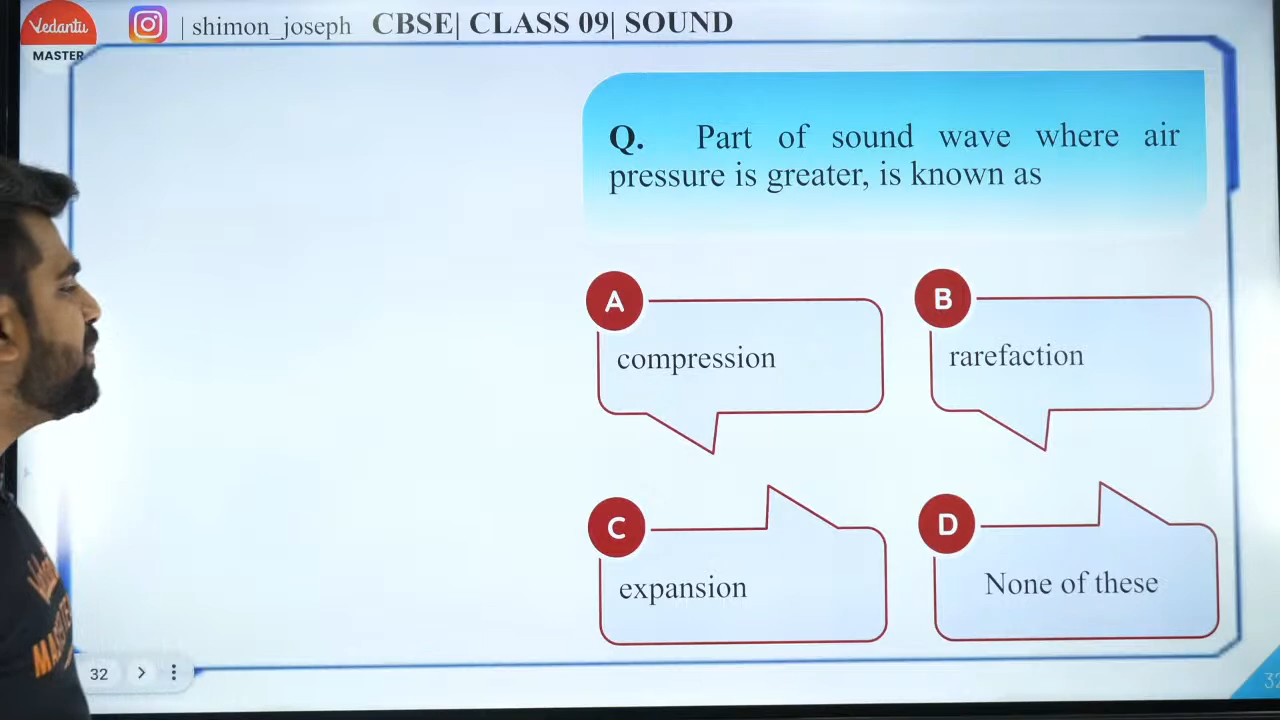 Vedantu
MASTER
| shimon_joseph CBSE| CLASS 09| SOUND
Q. Part of sound wave where air
pressure is greater, is known as
A
compression
B
rarefaction
C
expansion
D
None of these
32
32